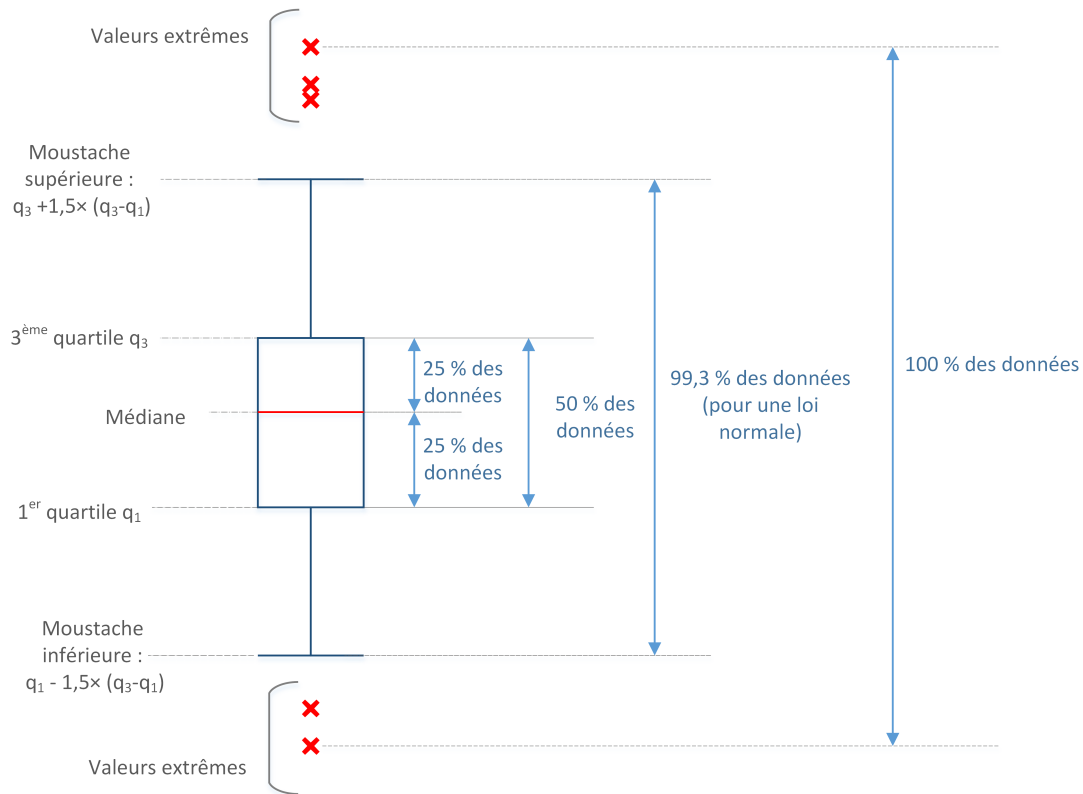 Valeurs extrêmes
Moustache
supérieure :
q3 +1,5× (q3-q1)
3ème quartile q3
25 % des
données
100 % des données
99,3 % des données
(pour une loi
normale)
50 % des
données
Médiane
25 % des
données
1er quartile q1
Moustache
inférieure :
q1 - 1,5× (q3-q1)
Valeurs extrêmes